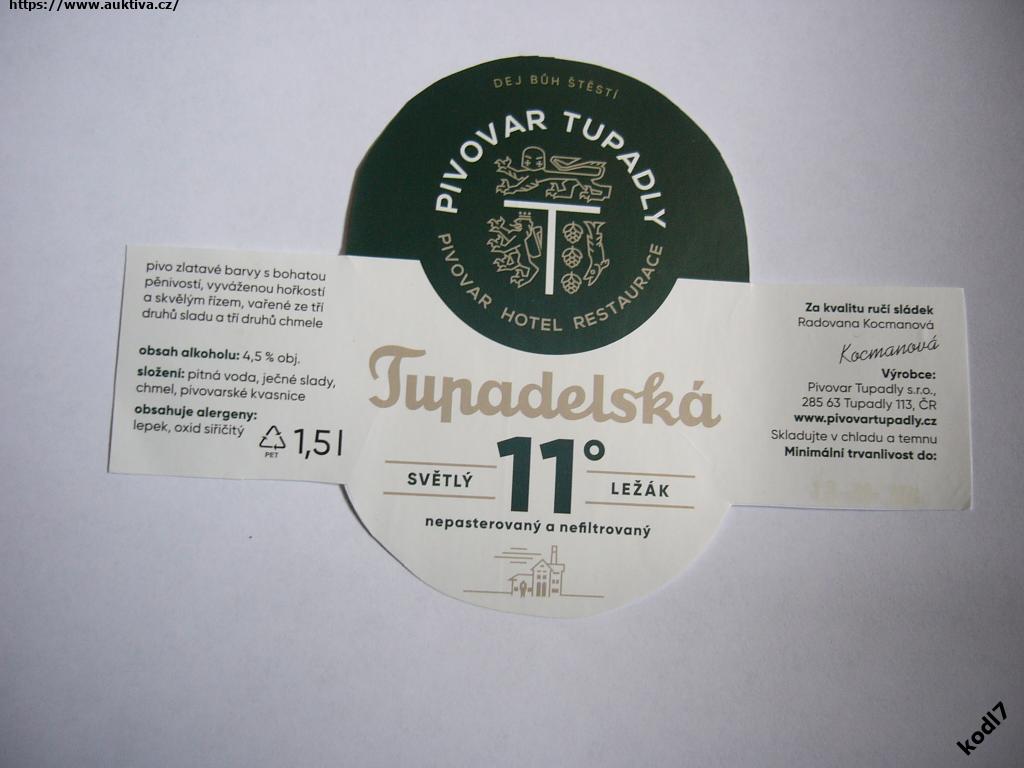 https://www.auktiva.cz/
DEJ BŮH ŠTĚSTÍ
PIVOVAR TUPADLY
PIVOVAR HOTEL RESTAURACE
pivo zlatavé barvy s bohatou
pěnivostí, vyváženou hořkostí
a skvělým řízem, vařené ze tří
druhů sladu a tří druhů chmele
obsah alkoholu: 4,5 % obj.
složení: pitná voda, ječné slady,
chmel, pivovarské kvasnice
obsahuje alergeny:
lepek, oxid siřičitý
PET
1,5 l
Tupadelská
11°
SVĚTLÝ
LEŽÁK
nepasterovaný a nefiltrovaný
Za kvalitu ručí sládek
Radovana Kocmanová
Kocmanová
Výrobce:
Pivovar Tupadly s.r.o.,
285 63 Tupadly 113, ČR
www.pivovartupadly.cz
Skladujte v chladu a temnu
Minimální trvanlivost do:
kodl7